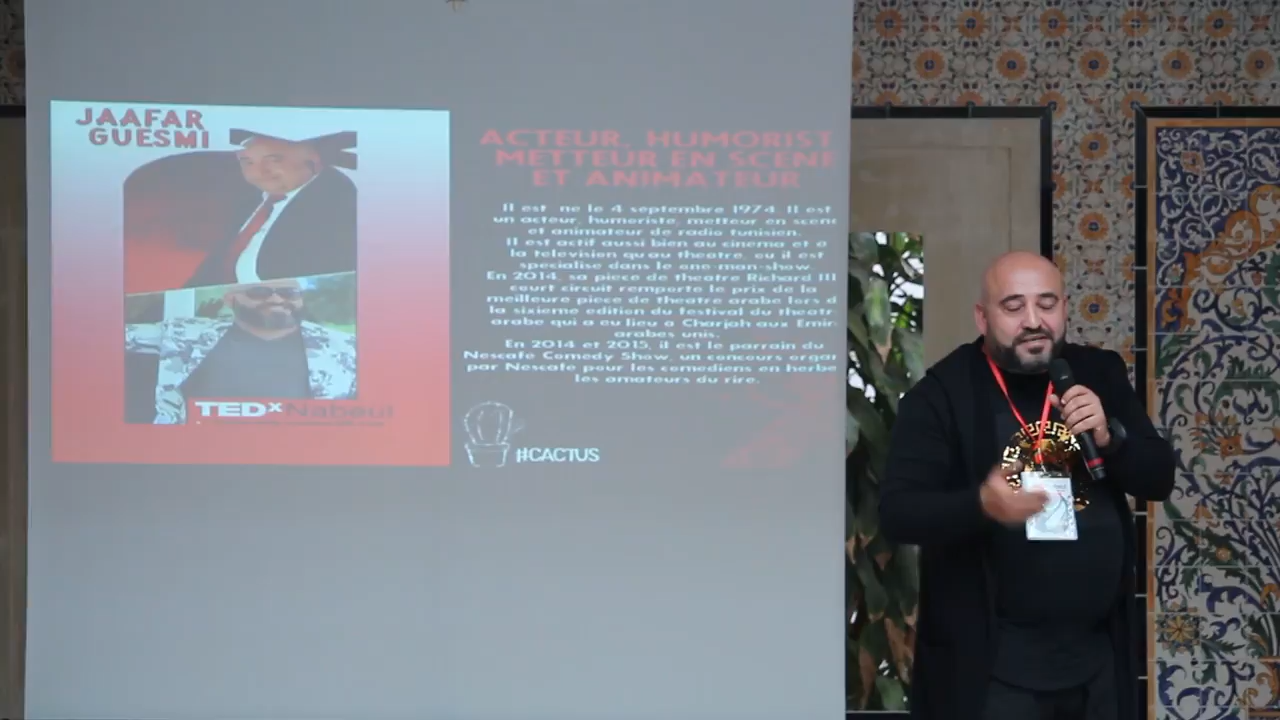 JAAFAR
GUESMI
TEDxNabeul
ACTEUR, HUMORIST
METTEUR EN SCENE
ET ANIMATEUR
Il est ne le 4 septembre 1974. Il est
un acteur, humoriste, metteur en scene
et animateur de radio tunisien.
Il est actif aussi bien au cinema et a
la television qu'au theatre, ou il est
specialise dans le one-man-show
En 2014, sa piece de theatre Richard III
court circuit remporte le prix de la
meilleure piece de theatre arabe lors d
la sixieme edition du festival du theatr
arabe qui a eu lieu a Charjah aux Emir
arabes unis.
En 2014 et 2015, il est le parrain du
Nescafe Comedy Show, un concours organ
par Nescafe pour les comediens en herbe
les amateurs du rire.
#CACTUS